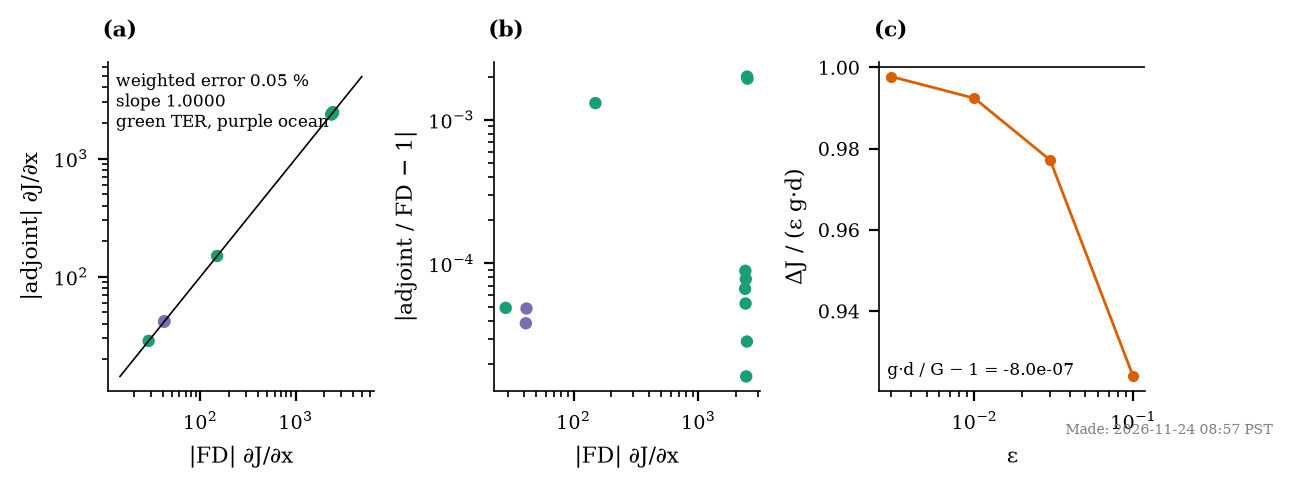 (a)
weighted error 0.05 %
slope 1.0000
green TER, purple ocean
|adjoint| ∂J/∂x
10³
10²
10² 10³
|FD| ∂J/∂x
(b)
|adjoint / FD − 1|
10⁻³
10⁻⁴
10² 10³
|FD| ∂J/∂x
(c)
ΔJ / (ε g·d)
1.00
0.98
0.96
0.94
g·d / G − 1 = -8.0e-07
10⁻² 10⁻¹
ε
Made: 2026-11-24 08:57 PST